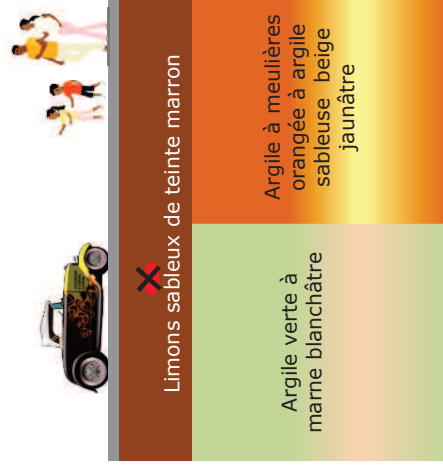 Limons sableux de teinte marron
Argile à meulières
orangée à argile
sableuse beige
jaunâtre
Argile verte à
marne blanchâtre